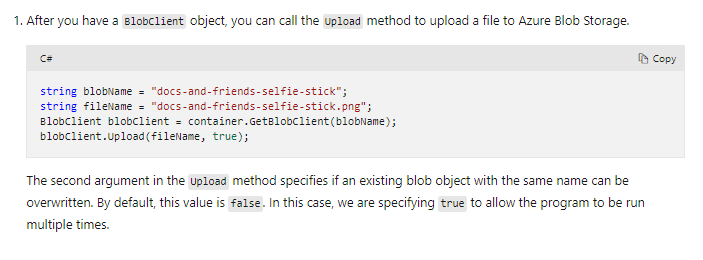 1. After you have a BlobClient object, you can call the Upload method to upload a file to Azure Blob Storage.
C#
Copy
string blobName = "docs-and-friends-selfie-stick";
string fileName = "docs-and-friends-selfie-stick.png";
BlobClient blobClient = container.GetBlobClient(blobName);
blobClient.Upload(fileName, true);
The second argument in the Upload method specifies if an existing blob object with the same name can be
overwritten. By default, this value is false. In this case, we are specifying true to allow the program to be run
multiple times.